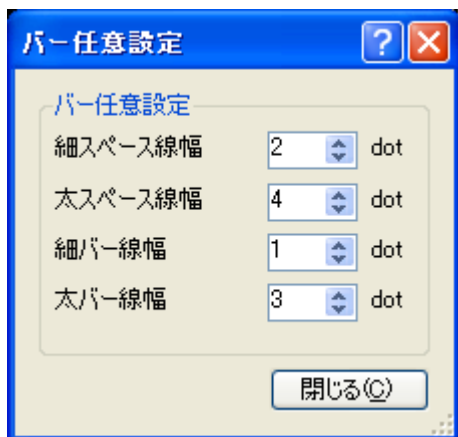 バー任意設定
バー任意設定
細スペース線幅 2 dot
太スペース線幅 4 dot
細バー線幅 1 dot
太バー線幅 3 dot
閉じる(C)